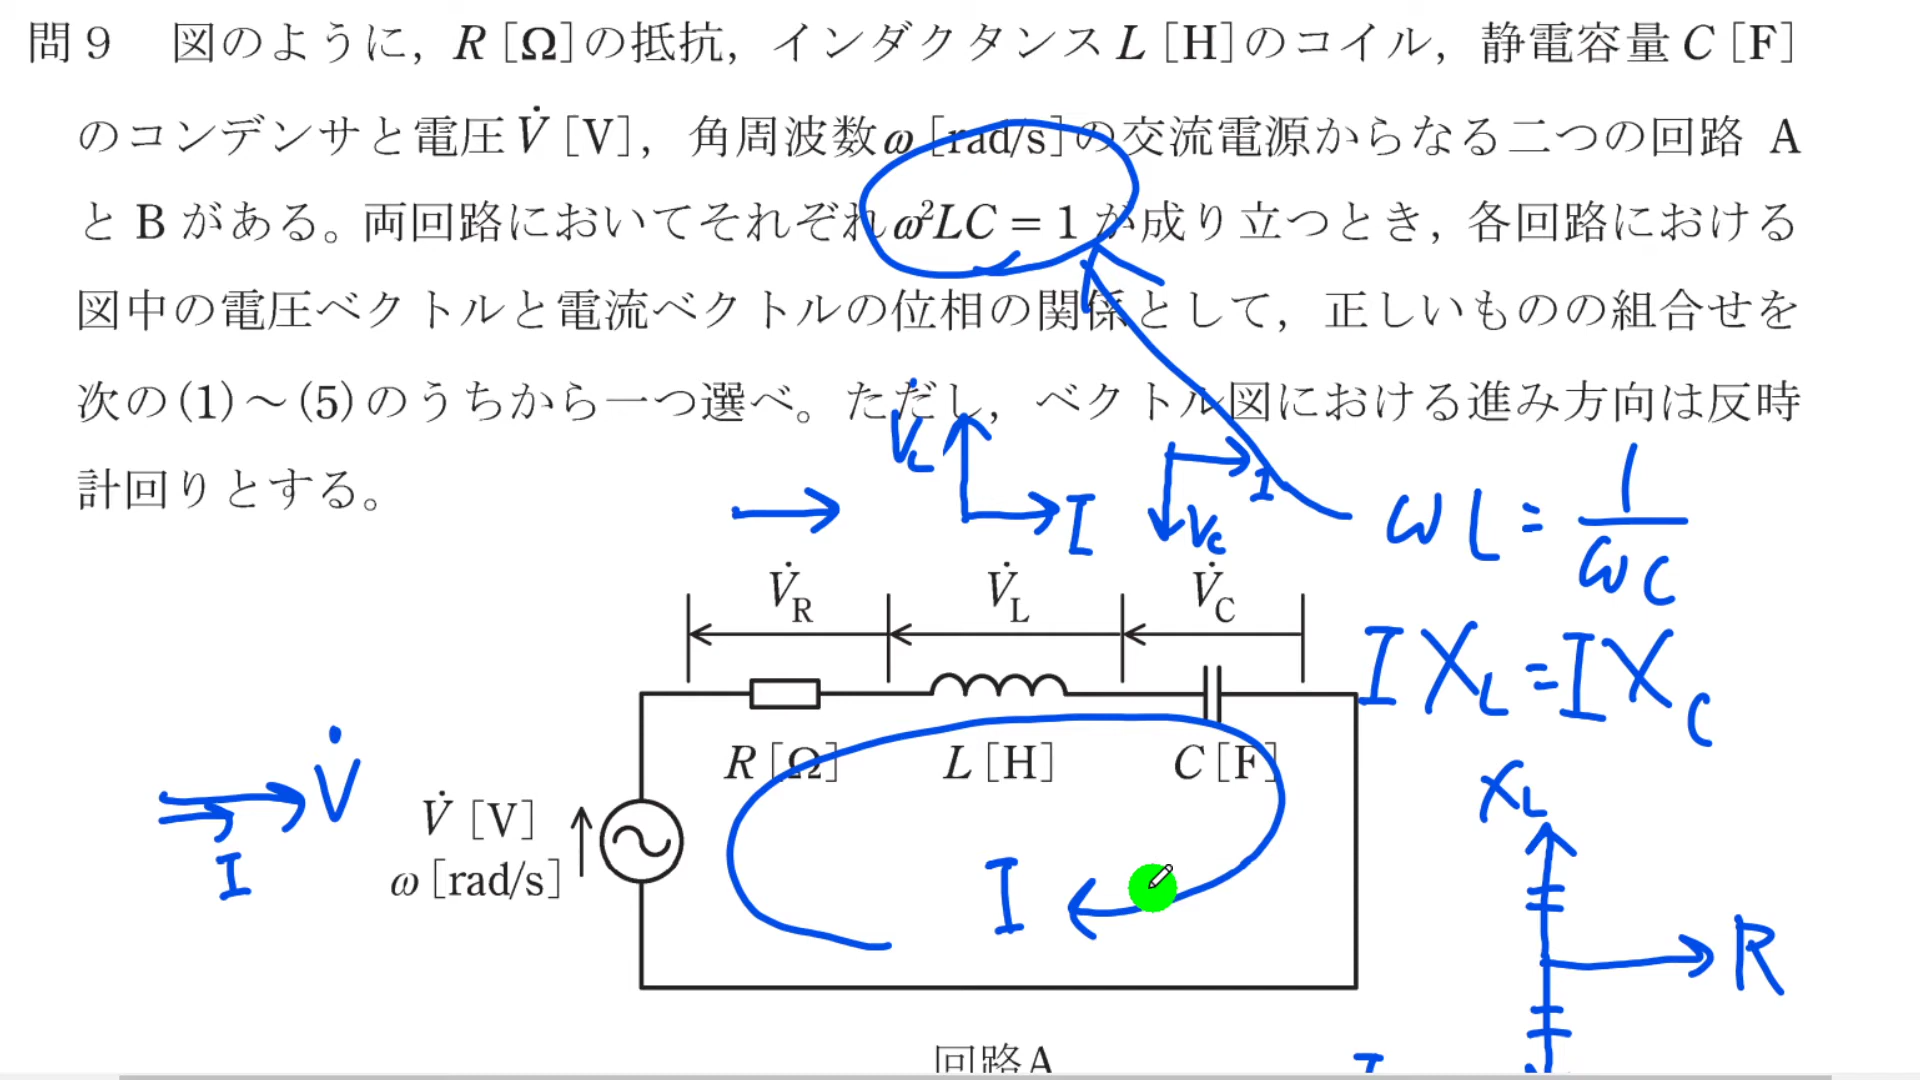 問9 図のように，R[Ω]の抵抗，インダクタンスL[H]のコイル，静電容量C[F]
のコンデンサと電圧V̇[V]，角周波数ω[rad/s]の交流電源からなる二つの回路 A
と B がある。両回路においてそれぞれω²LC = 1 が成り立つとき，各回路における
図中の電圧ベクトルと電流ベクトルの位相の関係として，正しいものの組合せを
次の(1)～(5)のうちから一つ選べ。ただし，ベクトル図における進み方向は反時
計回りとする。
V̇L I
I Vc
ωL = 1/ωC
V̇R V̇L V̇C
IXL = IXC
R[Ω] L[H] C[F]
V̇ I
V̇[V]
ω[rad/s]
I
XL
R
回路A